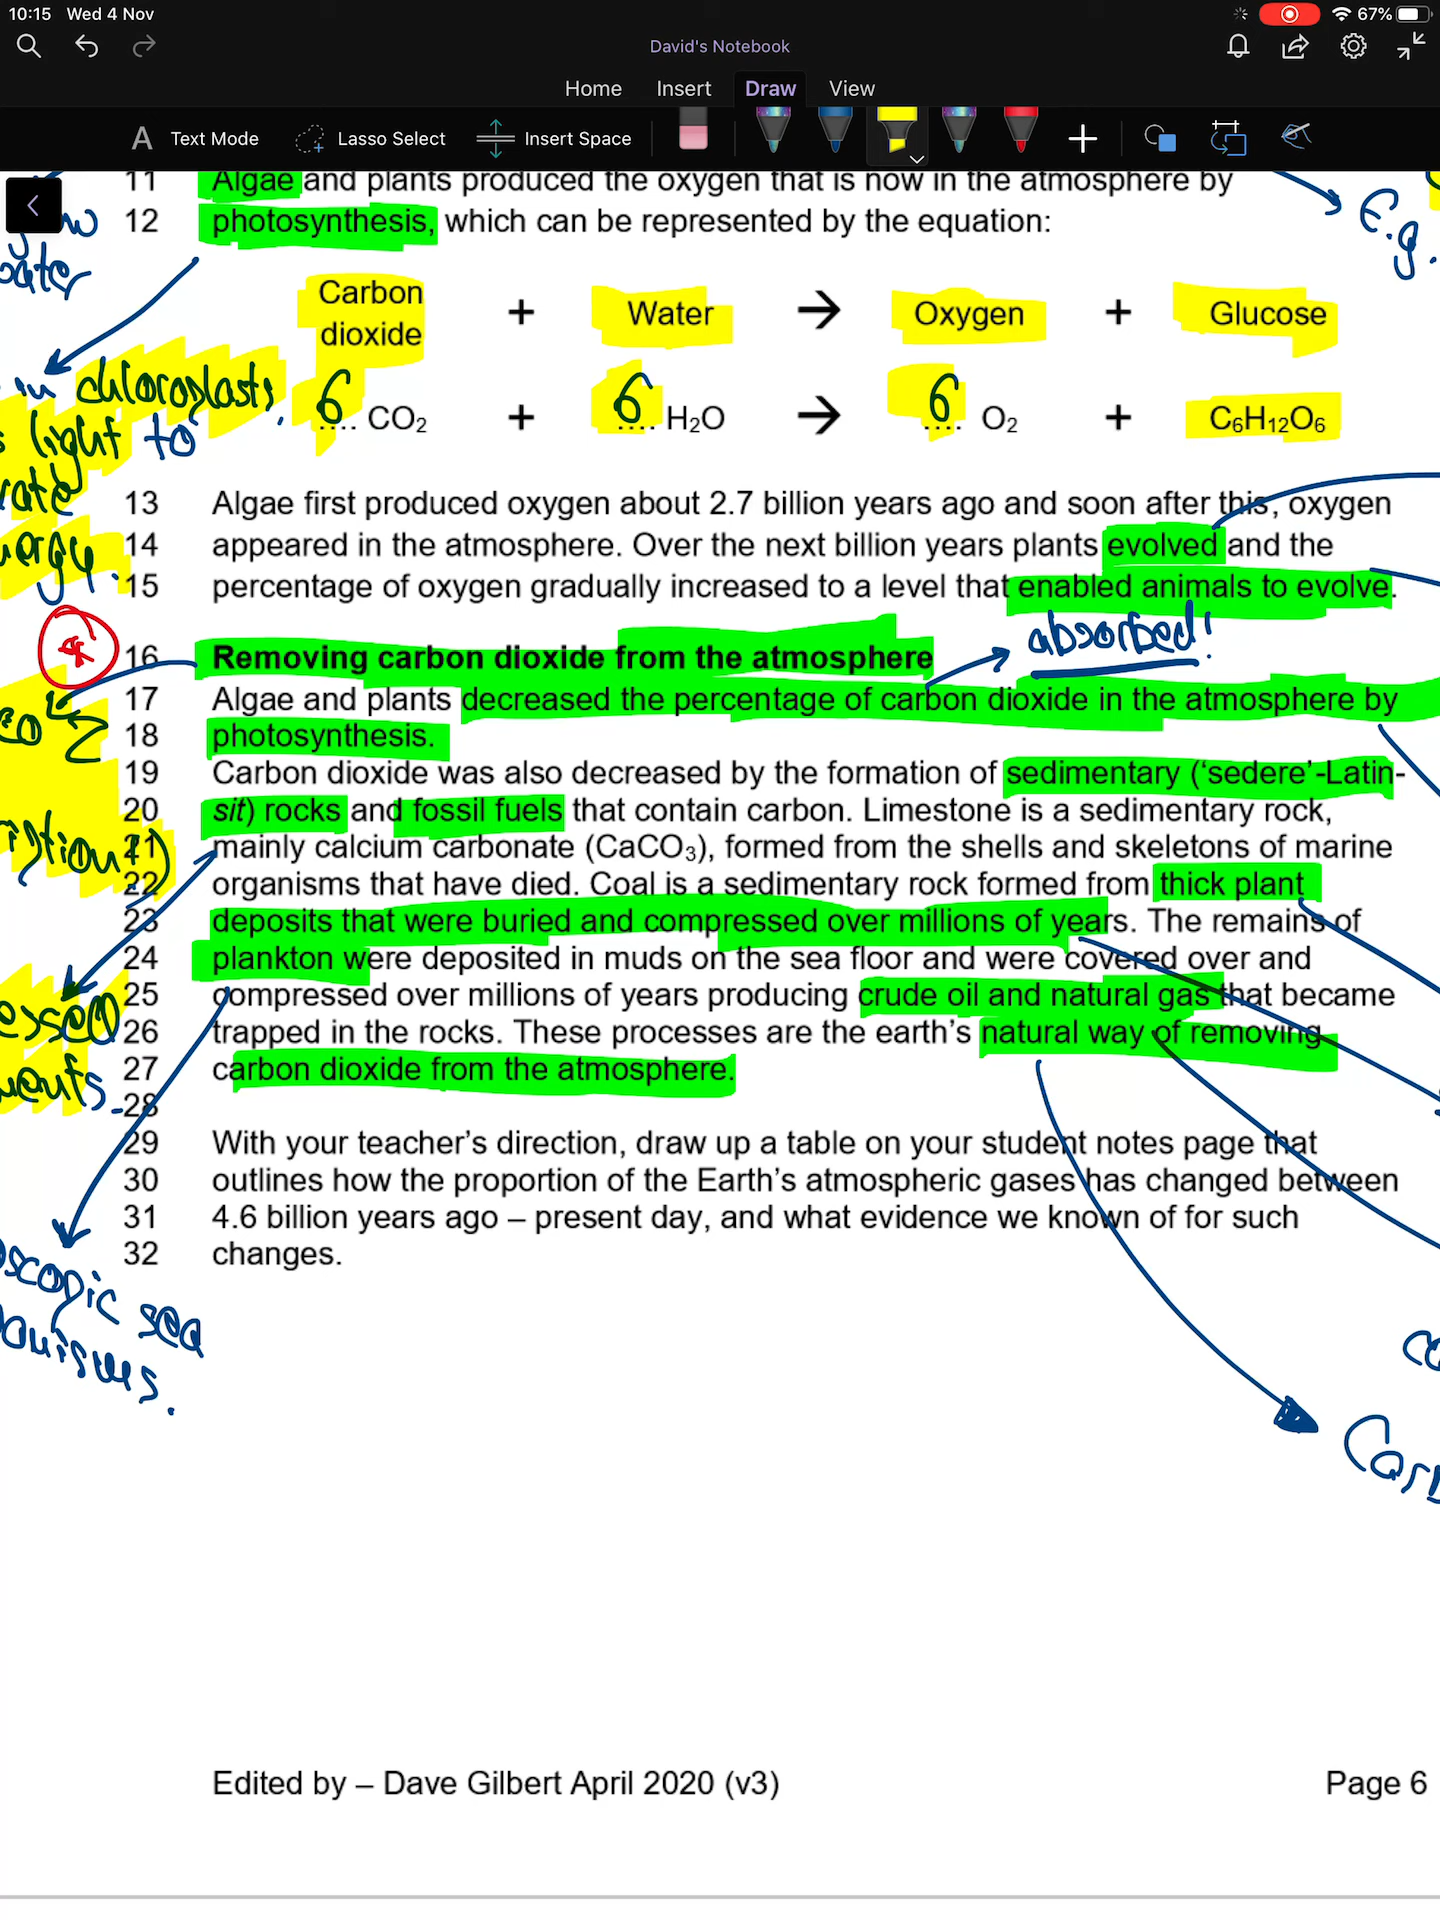 10:15 Wed 4 Nov 67%
David's Notebook
Home Insert Draw View
Text Mode Lasso Select Insert Space
11 Algae and plants produced the oxygen that is now in the atmosphere by
12 photosynthesis, which can be represented by the equation:
E.g.
Carbon dioxide + Water → Oxygen + Glucose
in chloroplasts.
6 CO₂ + 6 H₂O → 6 O₂ + C₆H₁₂O₆
light to
13 Algae first produced oxygen about 2.7 billion years ago and soon after this, oxygen
14 appeared in the atmosphere. Over the next billion years plants evolved and the
15 percentage of oxygen gradually increased to a level that enabled animals to evolve.
absorbed!
16 Removing carbon dioxide from the atmosphere
17 Algae and plants decreased the percentage of carbon dioxide in the atmosphere by
18 photosynthesis.
19 Carbon dioxide was also decreased by the formation of sedimentary (‘sedere’-Latin-
20 sit) rocks and fossil fuels that contain carbon. Limestone is a sedimentary rock,
21 mainly calcium carbonate (CaCO₃), formed from the shells and skeletons of marine
22 organisms that have died. Coal is a sedimentary rock formed from thick plant
23 deposits that were buried and compressed over millions of years. The remains of
24 plankton were deposited in muds on the sea floor and were covered over and
25 compressed over millions of years producing crude oil and natural gas that became
26 trapped in the rocks. These processes are the earth’s natural way of removing
27 carbon dioxide from the atmosphere.
28
29 With your teacher’s direction, draw up a table on your student notes page that
30 outlines how the proportion of the Earth’s atmospheric gases has changed between
31 4.6 billion years ago – present day, and what evidence we known of for such
32 changes.
sea
Edited by – Dave Gilbert April 2020 (v3) Page 6